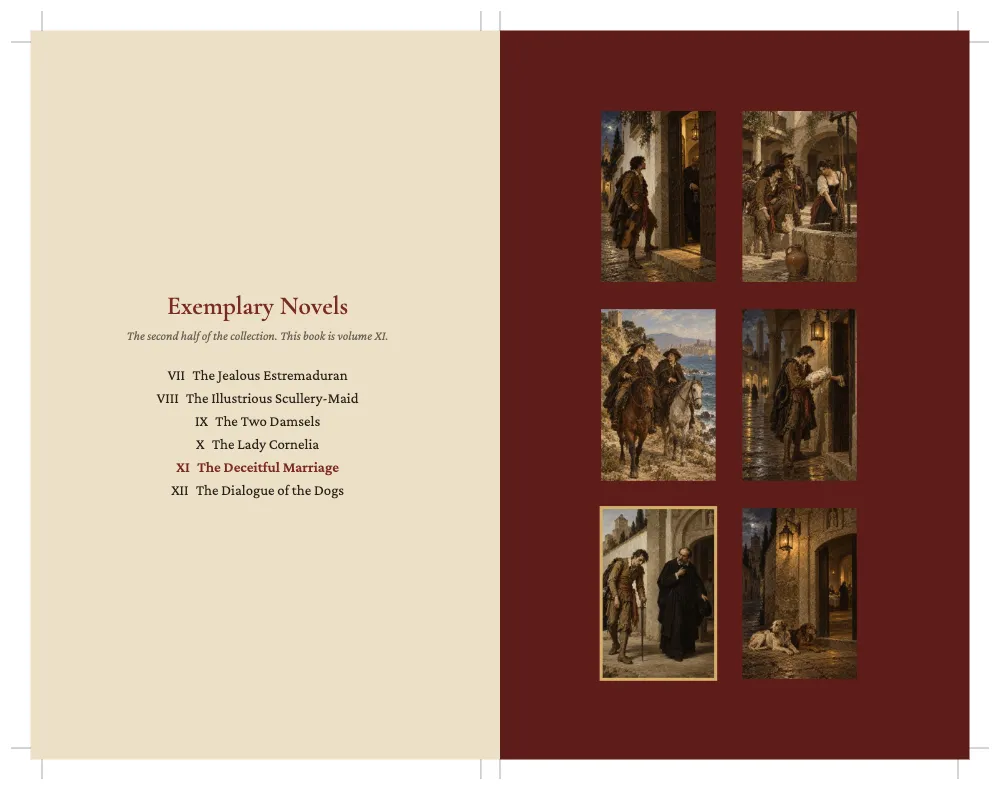 Exemplary Novels
The second half of the collection. This book is volume XI.
VII The Jealous Estremaduran
VIII The Illustrious Scullery-Maid
IX The Two Damsels
X The Lady Cornelia
XI The Deceitful Marriage
XII The Dialogue of the Dogs